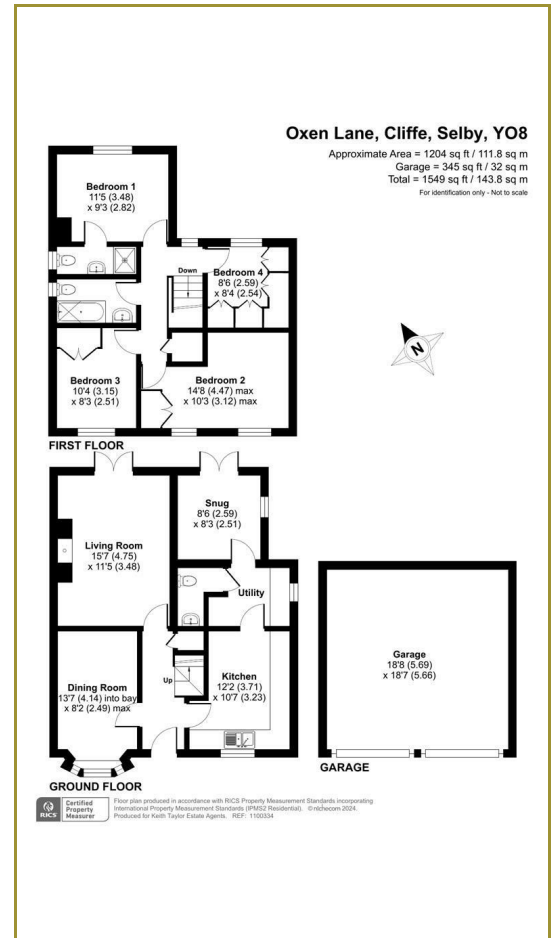 Oxen Lane, Cliffe, Selby, YO8
Approximate Area = 1204 sq ft / 111.8 sq m
Garage = 345 sq ft / 32 sq m
Total = 1549 sq ft / 143.8 sq m
For identification only - Not to scale
Bedroom 1
11'5 (3.48)
x 9'3 (2.82)
Down
Bedroom 4
8'6 (2.59)
x 8'4 (2.54)
N
Bedroom 3
10'4 (3.15)
x 8'3 (2.51)
Bedroom 2
14'8 (4.47) max
x 10'3 (3.12) max
FIRST FLOOR
Living Room
15'7 (4.75)
x 11'5 (3.48)
Snug
8'6 (2.59)
x 8'3 (2.51)
Utility
Up
Kitchen
12'2 (3.71)
x 10'7 (3.23)
Dining Room
13'7 (4.14) into bay
x 8'2 (2.49) max
Garage
18'8 (5.69)
x 18'7 (5.66)
GROUND FLOOR
GARAGE
RICS
Certified
Property
Measurer
Floor plan produced in accordance with RICS Property Measurement Standards incorporating
International Property Measurement Standards (IPMS2 Residential). © nichecom 2024.
Produced for Keith Taylor Estate Agents. REF: 1100334